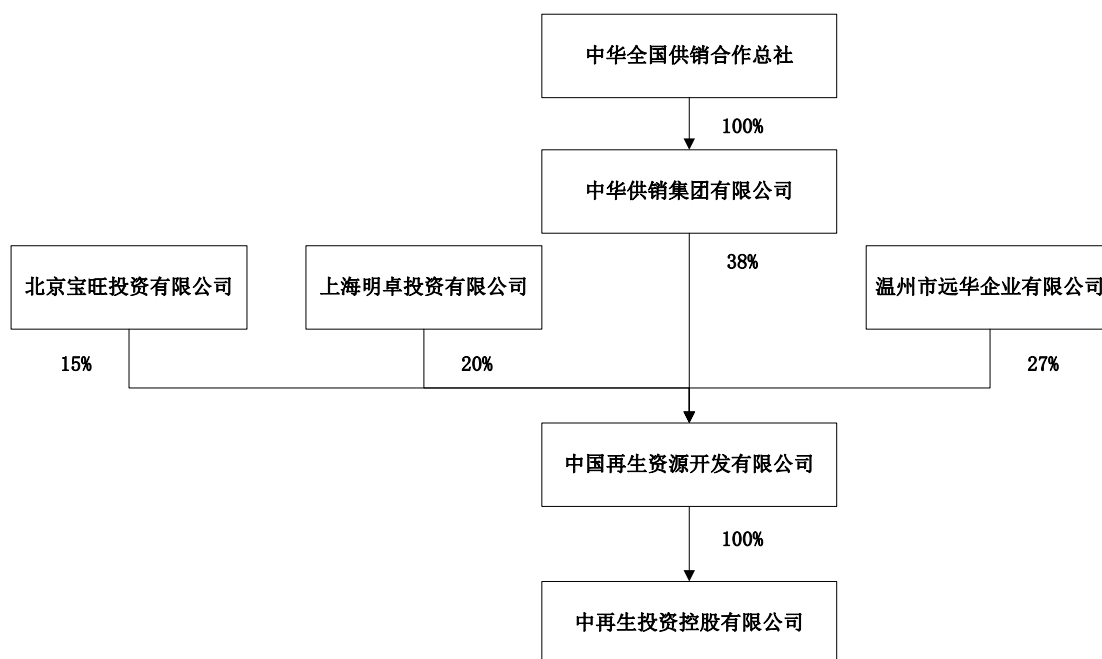 中华全国供销合作总社
100%
中华供销集团有限公司
38%
北京宝旺投资有限公司
上海明卓投资有限公司
温州市远华企业有限公司
15%
20%
27%
中国再生资源开发有限公司
100%
中再生投资控股有限公司